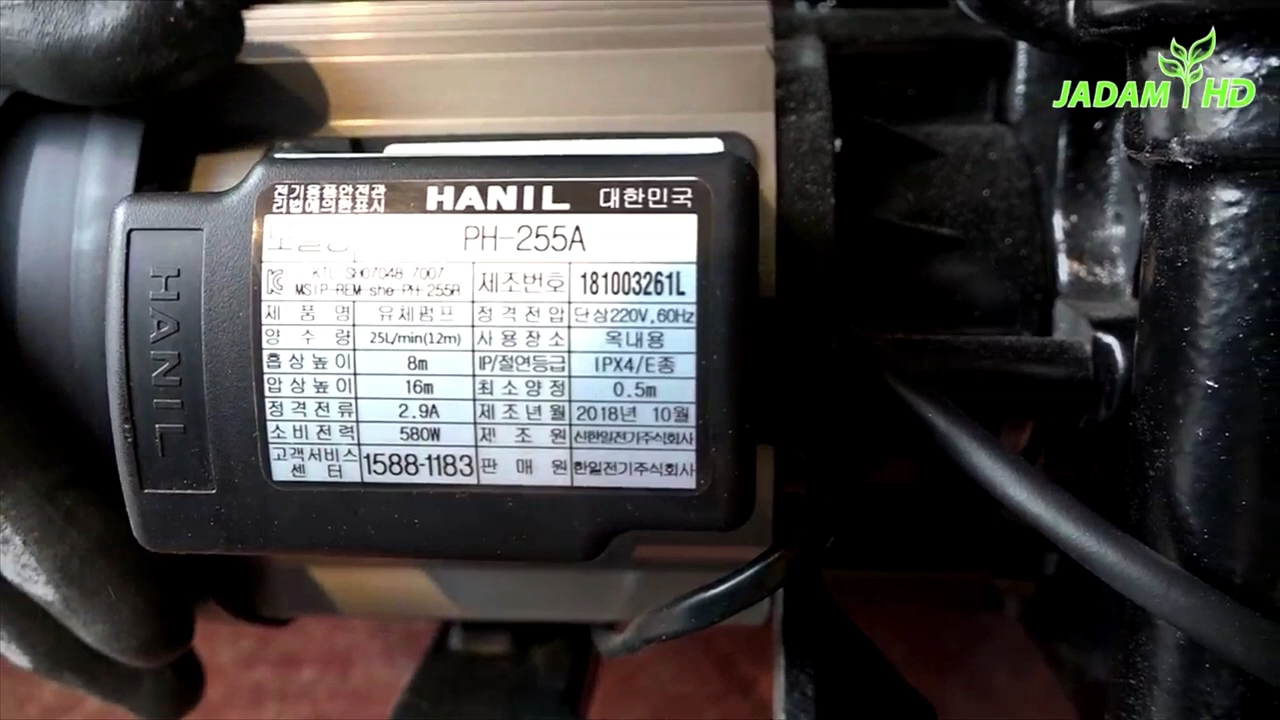 JADAM HD
전기용품안전관
리법에의한표시
HANIL 대한민국
PH-255A
KTL SH07048-7007
MSIP-REM-she-PH-255A
제조번호 181003261L
제품명 유체펌프 정격전압 단상220V, 60Hz
양수량 25L/min(12m) 사용장소 옥내용
흡상높이 8m IP/절연등급 IPX4/E종
압상높이 16m 최소양정 0.5m
정격전류 2.9A 제조년월 2018년 10월
소비전력 580W 제조원 신한일전기주식회사
고객서비스
센터 1588-1183 판매원 한일전기주식회사
HANIL